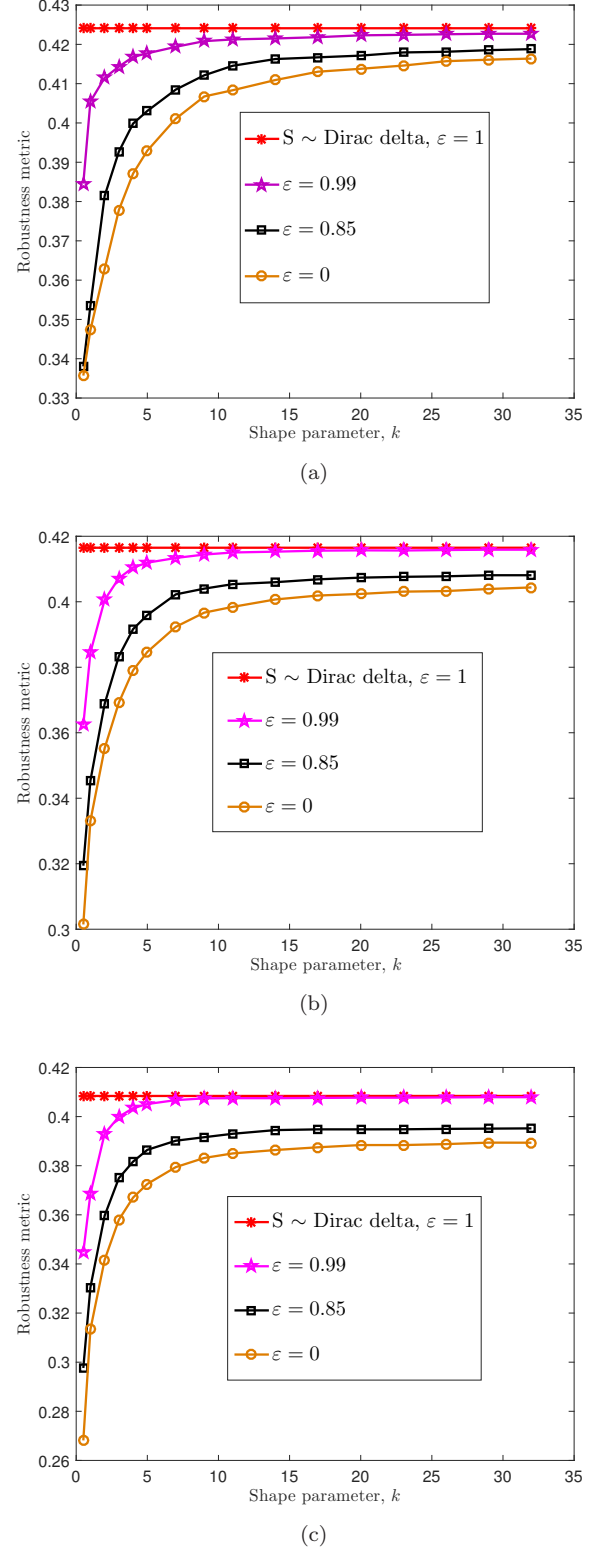 0.43
0.42
0.41
0.4
0.39
0.38
0.37
0.36
0.35
0.34
0.33
Robustness metric
S ∼ Dirac delta, ε = 1
ε = 0.99
ε = 0.85
ε = 0
0 5 10 15 20 25 30 35
Shape parameter, k
(a)
0.42
0.4
0.38
0.36
0.34
0.32
0.3
Robustness metric
S ∼ Dirac delta, ε = 1
ε = 0.99
ε = 0.85
ε = 0
0 5 10 15 20 25 30 35
Shape parameter, k
(b)
0.42
0.4
0.38
0.36
0.34
0.32
0.3
0.28
0.26
Robustness metric
S ∼ Dirac delta, ε = 1
ε = 0.99
ε = 0.85
ε = 0
0 5 10 15 20 25 30 35
Shape parameter, k
(c)